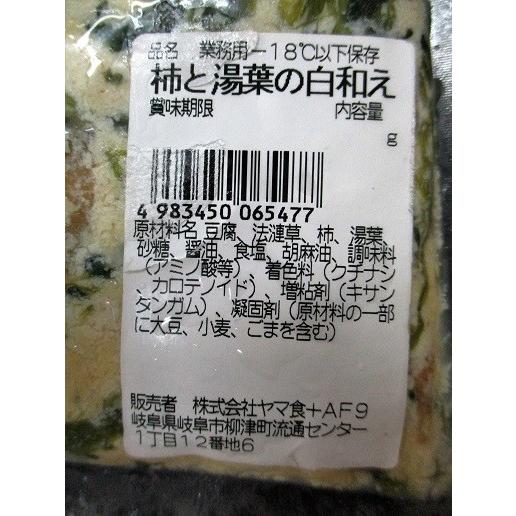 品名　業務用−18℃以下保存
柿と湯葉の白和え
賞味期限　内容量
g
4 983450 065477
原材料名 豆腐、法蓮草、柿、湯葉
砂糖、醤油、食塩、胡麻油、調味料
（アミノ酸等）、着色料（クチナシ
、カロテノイド）、増粘剤（キサン
タンガム）、凝固剤（原材料の一部
に大豆、小麦、ごまを含む）
販売者　株式会社ヤマ食+AF9
岐阜県岐阜市柳津町流通センター
1丁目12番地6